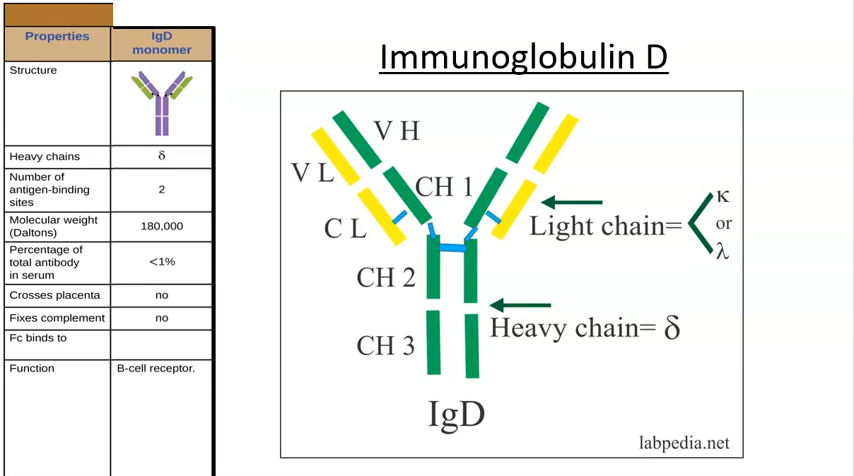 Properties
IgD
monomer
Structure
Heavy chains
δ
Number of
antigen-binding
sites
2
Molecular weight
(Daltons)
180,000
Percentage of
total antibody
in serum
<1%
Crosses placenta
no
Fixes complement
no
Fc binds to
Function
B-cell receptor.
Immunoglobulin D
V H
V L
CH 1
C L
Light chain=
κ
or
λ
CH 2
Heavy chain= δ
CH 3
IgD
labpedia.net